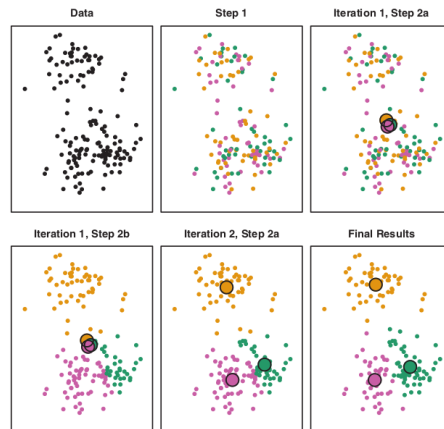 Data
Step 1
Iteration 1, Step 2a
Iteration 1, Step 2b
Iteration 2, Step 2a
Final Results